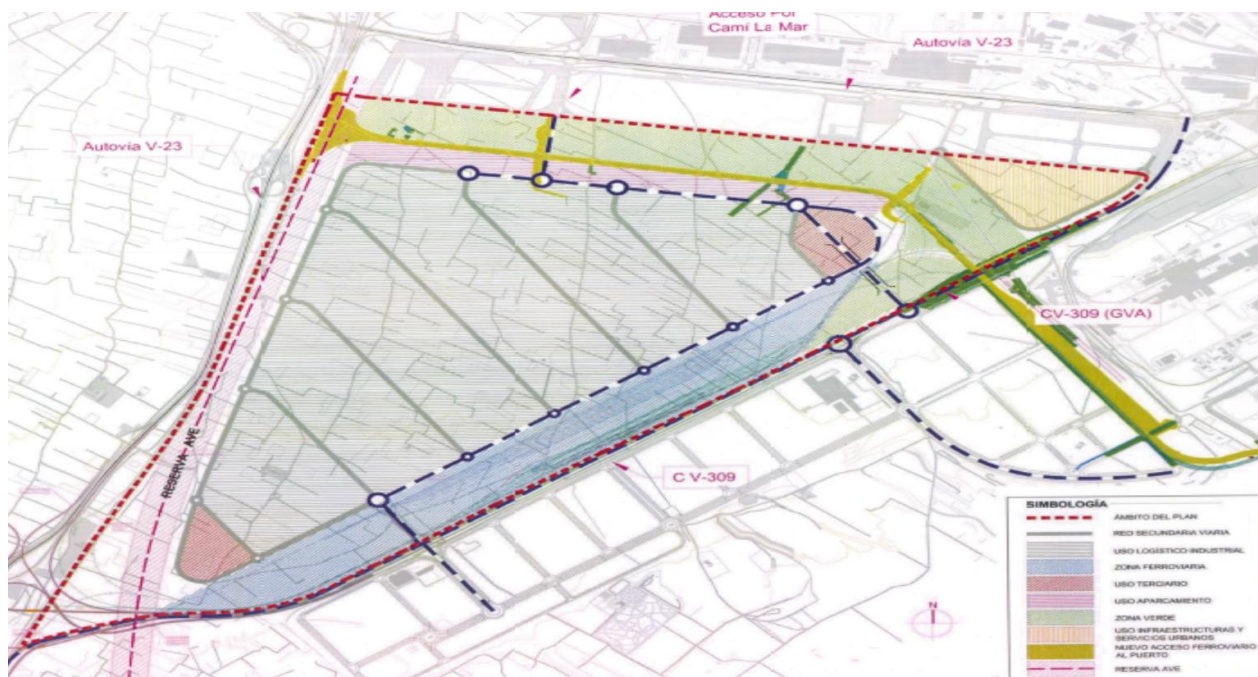 Acceso Por
Camí La Mar
Autovía V-23
Autovía V-23
RESERVA AVE
CV-309 (GVA)
C V-309
N
SIMBOLOGÍA
ÁMBITO DEL PLAN
RED SECUNDARIA VIARIA
USO LOGÍSTICO INDUSTRIAL
ZONA FERROVIARIA
USO TERCIARIO
USO APARCAMIENTO
ZONA VERDE
USO INFRAESTRUCTURAS Y
SERVICIOS URBANOS
NUEVO ACCESO FERROVIARIO
AL PUERTO
RESERVA AVE